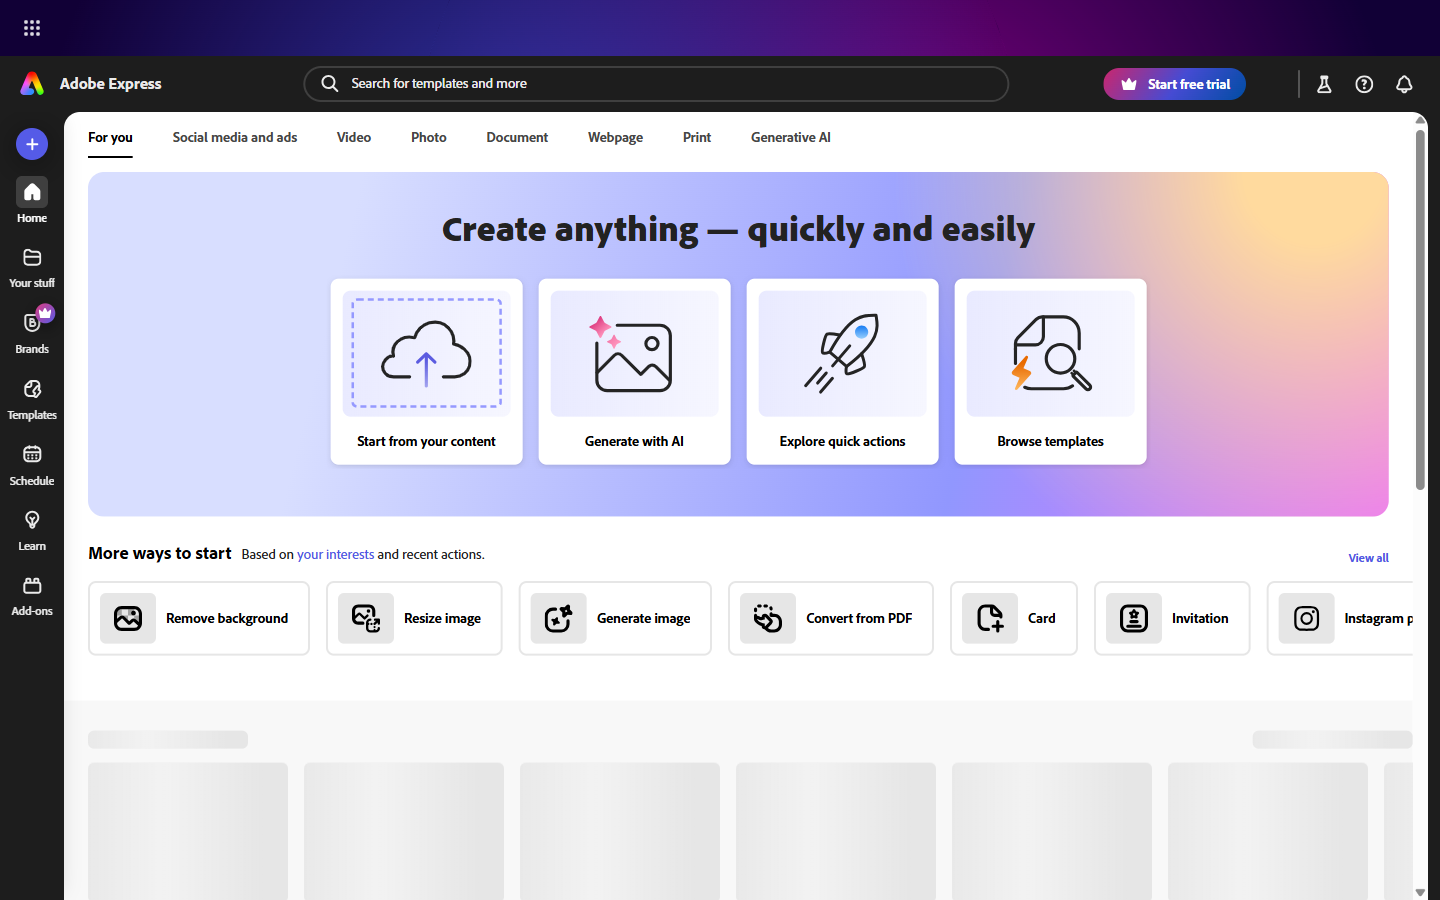 Adobe Express
Search for templates and more
Start free trial
For you
Social media and ads
Video
Photo
Document
Webpage
Print
Generative AI
Home
Your stuff
Brands
Templates
Schedule
Learn
Add-ons
Create anything — quickly and easily
Start from your content
Generate with AI
Explore quick actions
Browse templates
More ways to start
Based on your interests and recent actions.
View all
Remove background
Resize image
Generate image
Convert from PDF
Card
Invitation
Instagram p